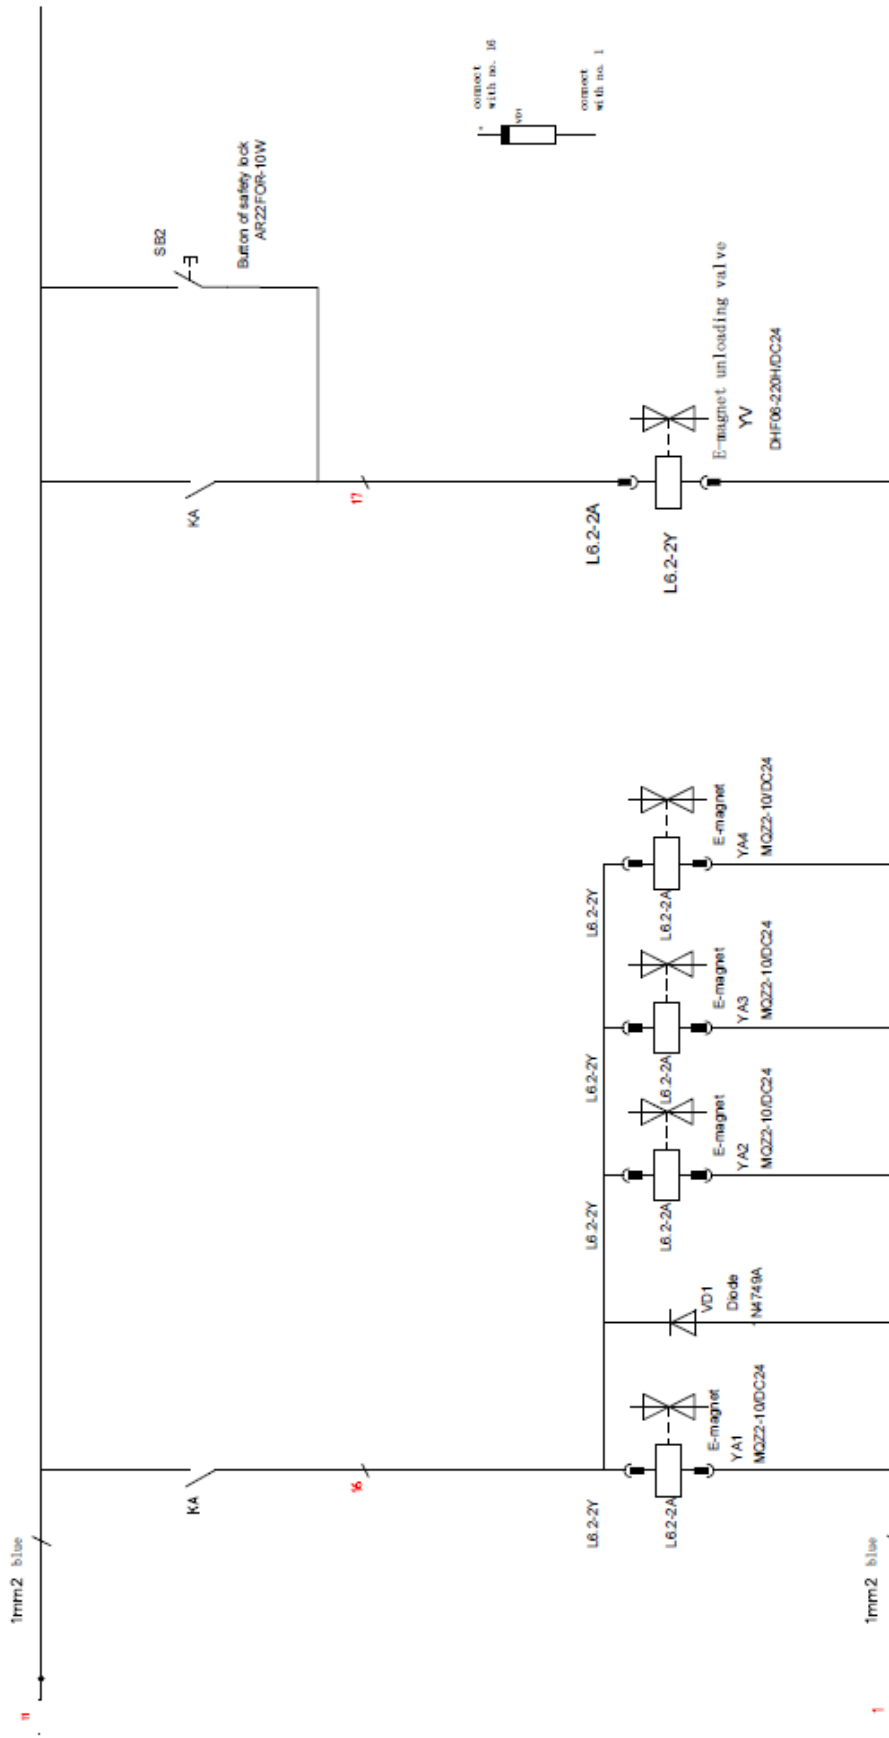 11
1mm2 blue
KA
KA
SB2
Button of safety lock
AR22FOR-10W
16
17
connect
with no. 16
VD1
connect
with no. 1
L6.2-2Y
L6.2-2A
E-magnet
YA1
MQZ2-10/DC24
VD1
Diode
1N4749A
L6.2-2Y
L6.2-2A
E-magnet
YA2
MQZ2-10/DC24
L6.2-2Y
L6.2-2A
E-magnet
YA3
MQZ2-10/DC24
L6.2-2Y
L6.2-2A
E-magnet
YA4
MQZ2-10/DC24
L6.2-2A
L6.2-2Y
E-magnet unloading valve
YV
DHF06-220H/DC24
1mm2 blue
1